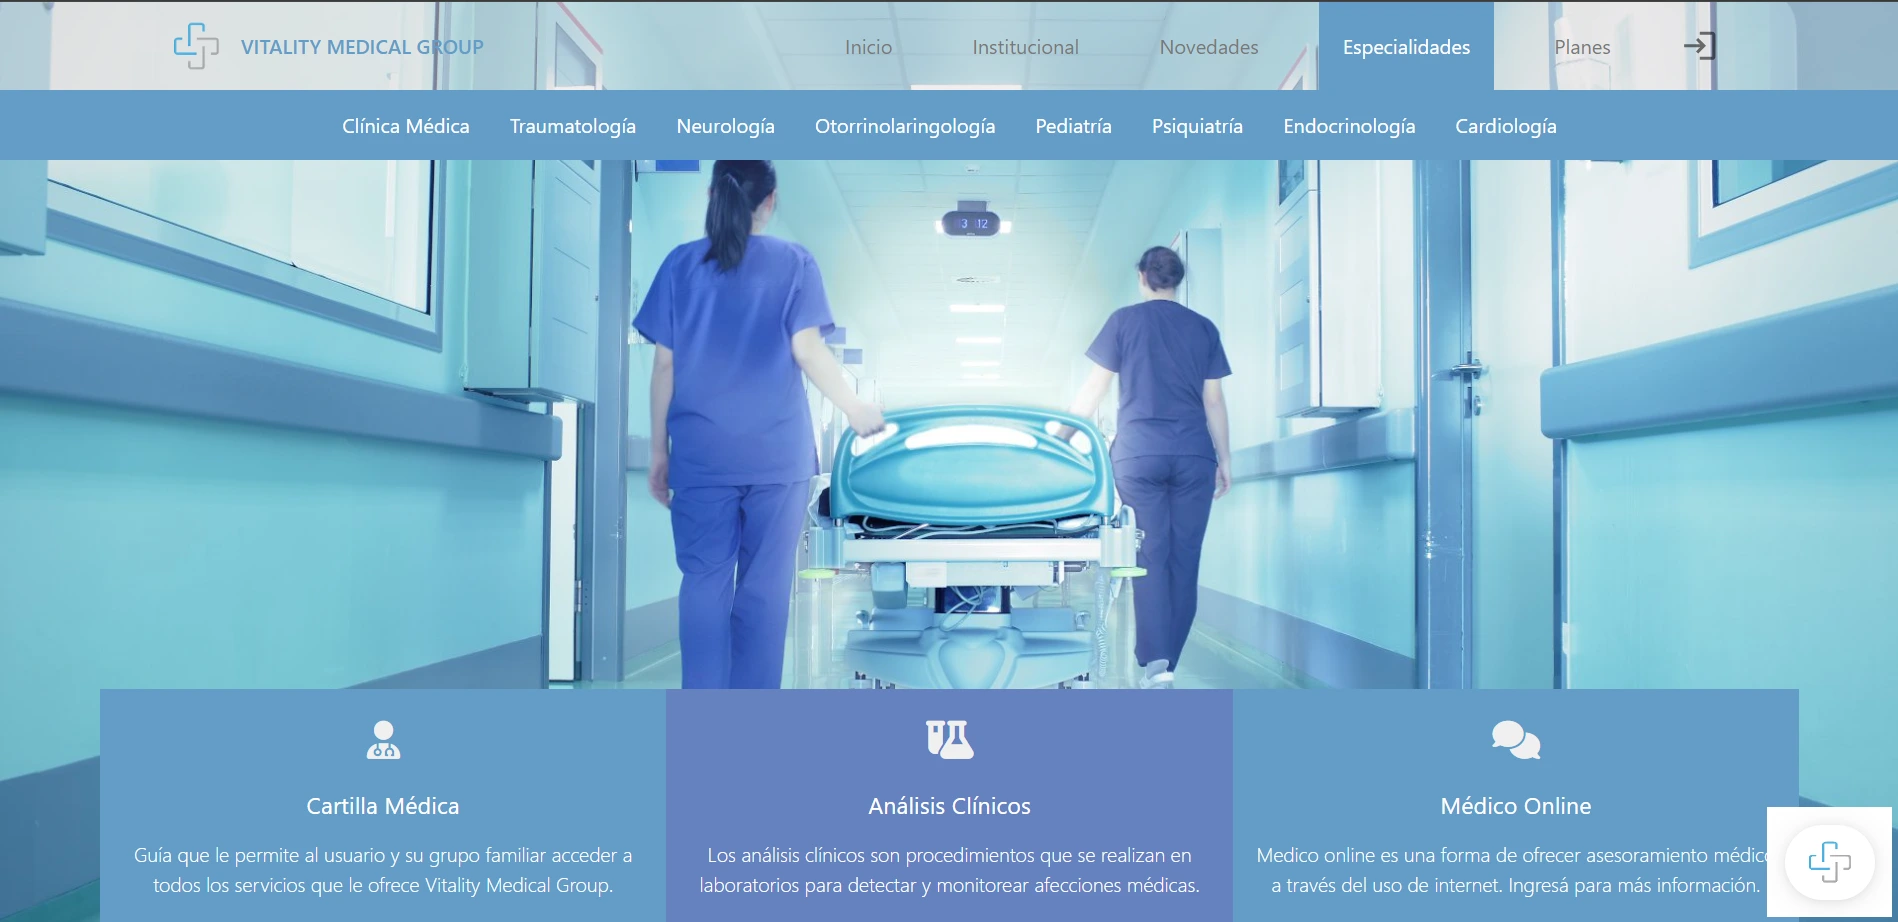 VITALITY MEDICAL GROUP
Inicio
Institucional
Novedades
Especialidades
Planes
Clínica Médica
Traumatología
Neurología
Otorrinolaringología
Pediatría
Psiquiatría
Endocrinología
Cardiología
3 12
Cartilla Médica
Guía que le permite al usuario y su grupo familiar acceder a
todos los servicios que le ofrece Vitality Medical Group.
Análisis Clínicos
Los análisis clínicos son procedimientos que se realizan en
laboratorios para detectar y monitorear afecciones médicas.
Médico Online
Medico online es una forma de ofrecer asesoramiento médico
a través del uso de internet. Ingresá para más información.